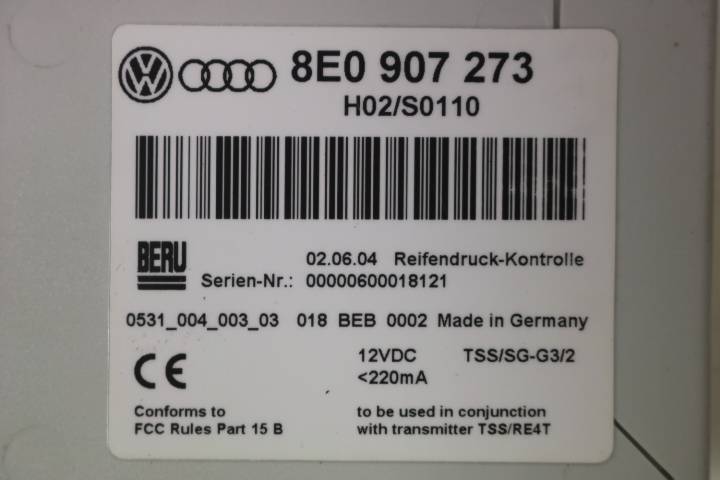 8E0 907 273
H02/S0110
BERU
02.06.04 Reifendruck-Kontrolle
Serien-Nr.: 00000600018121
0531_004_003_03 018 BEB 0002 Made in Germany
12VDC TSS/SG-G3/2
<220mA
CE
Conforms to
FCC Rules Part 15 B
to be used in conjunction
with transmitter TSS/RE4T